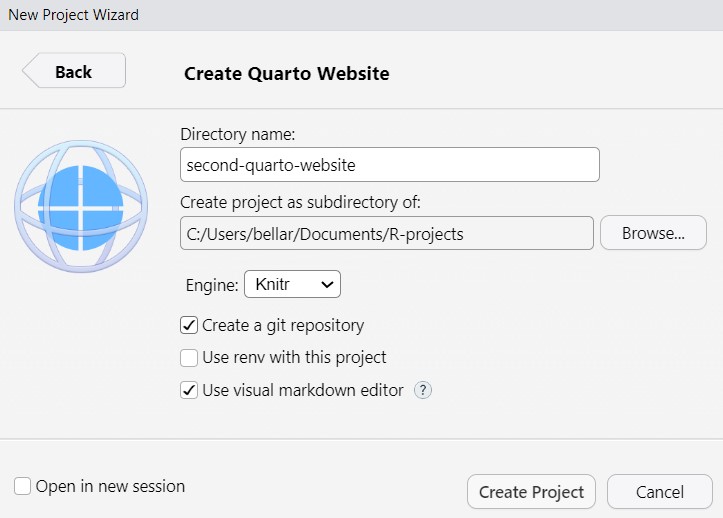 New Project Wizard
Back
Create Quarto Website
Directory name:
second-quarto-website
Create project as subdirectory of:
C:/Users/bellar/Documents/R-projects
Browse...
Engine: Knitr
Create a git repository
Use renv with this project
Use visual markdown editor ?
Open in new session
Create Project
Cancel